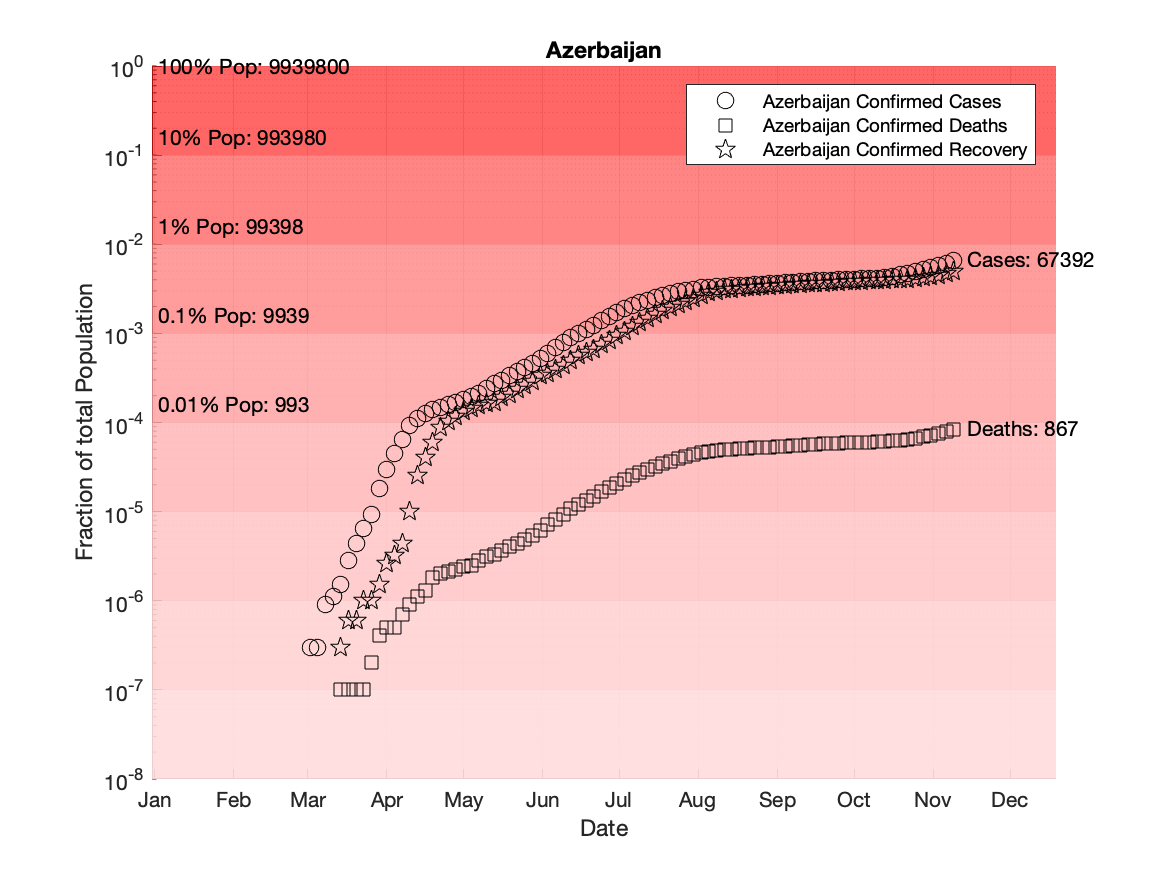 Azerbaijan
10^0
100% Pop: 9939800
Azerbaijan Confirmed Cases
Azerbaijan Confirmed Deaths
Azerbaijan Confirmed Recovery
10% Pop: 993980
10^-1
1% Pop: 99398
10^-2
Cases: 67392
0.1% Pop: 9939
10^-3
0.01% Pop: 993
10^-4
Deaths: 867
10^-5
10^-6
10^-7
10^-8
Fraction of total Population
Jan Feb Mar Apr May Jun Jul Aug Sep Oct Nov Dec
Date